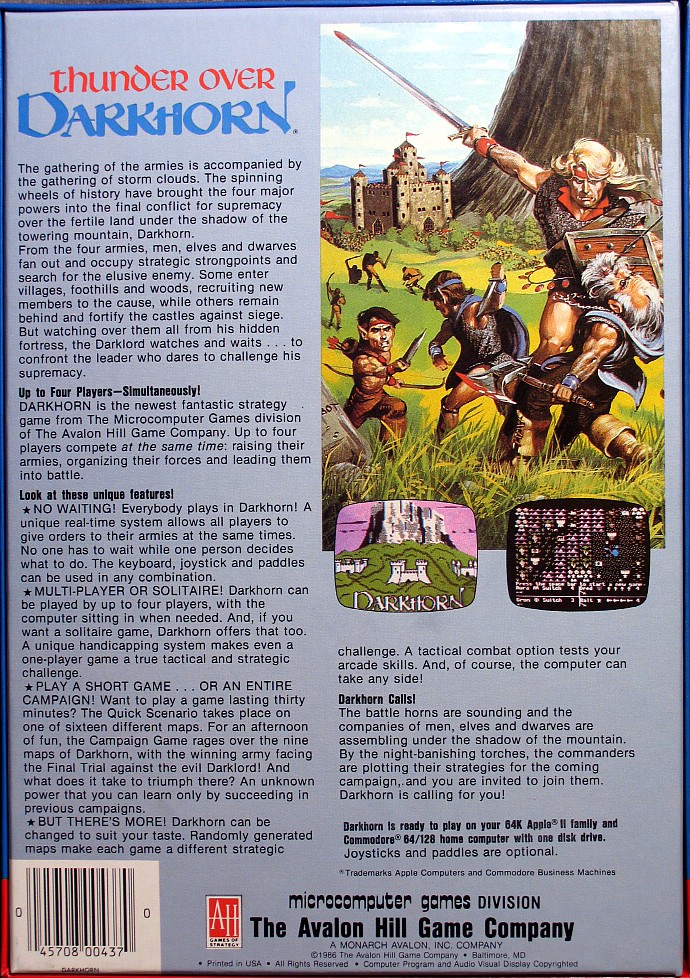 thunder over
DARKHORN®
The gathering of the armies is accompanied by
the gathering of storm clouds. The spinning
wheels of history have brought the four major
powers into the final conflict for supremacy
over the fertile land under the shadow of the
towering mountain, Darkhorn.
From the four armies, men, elves and dwarves
fan out and occupy strategic strongpoints and
search for the elusive enemy. Some enter
villages, foothills and woods, recruiting new
members to the cause, while others remain
behind and fortify the castles against siege.
But watching over them all from his hidden
fortress, the Darklord watches and waits . . . to
confront the leader who dares to challenge his
supremacy.
Up to Four Players—Simultaneously!
DARKHORN is the newest fantastic strategy
game from The Microcomputer Games division
of The Avalon Hill Game Company. Up to four
players compete at the same time: raising their
armies, organizing their forces and leading them
into battle.
Look at these unique features!
★NO WAITING! Everybody plays in Darkhorn! A
unique real-time system allows all players to
give orders to their armies at the same times.
No one has to wait while one person decides
what to do. The keyboard, joystick and paddles
can be used in any combination.
★MULTI-PLAYER OR SOLITAIRE! Darkhorn can
be played by up to four players, with the
computer sitting in when needed. And, if you
want a solitaire game, Darkhorn offers that too.
A unique handicapping system makes even a
one-player game a true tactical and strategic
challenge.
★PLAY A SHORT GAME . . . OR AN ENTIRE
CAMPAIGN! Want to play a game lasting thirty
minutes? The Quick Scenario takes place on
one of sixteen different maps. For an afternoon
of fun, the Campaign Game rages over the nine
maps of Darkhorn, with the winning army facing
the Final Trial against the evil Darklord! And
what does it take to triumph there? An unknown
power that you can learn only by succeeding in
previous campaigns.
★BUT THERE'S MORE! Darkhorn can be
changed to suit your taste. Randomly generated
maps make each game a different strategic
DARKHORN
challenge. A tactical combat option tests your
arcade skills. And, of course, the computer can
take any side!
Darkhorn Calls!
The battle horns are sounding and the
companies of men, elves and dwarves are
assembling under the shadow of the mountain.
By the night-banishing torches, the commanders
are plotting their strategies for the coming
campaign, and you are invited to join them.
Darkhorn is calling for you!
Darkhorn is ready to play on your 64K Apple® II family and
Commodore® 64/128 home computer with one disk drive.
Joysticks and paddles are optional.
®Trademarks Apple Computers and Commodore Business Machines
0 45708 00437 0
DARKHORN
AH
GAMES OF
STRATEGY
microcomputer games DIVISION
The Avalon Hill Game Company
A MONARCH AVALON, INC. COMPANY
©1986 The Avalon Hill Game Company • Baltimore, MD
• Printed in USA • All Rights Reserved • Computer Program and Audio Visual Display Copyrighted